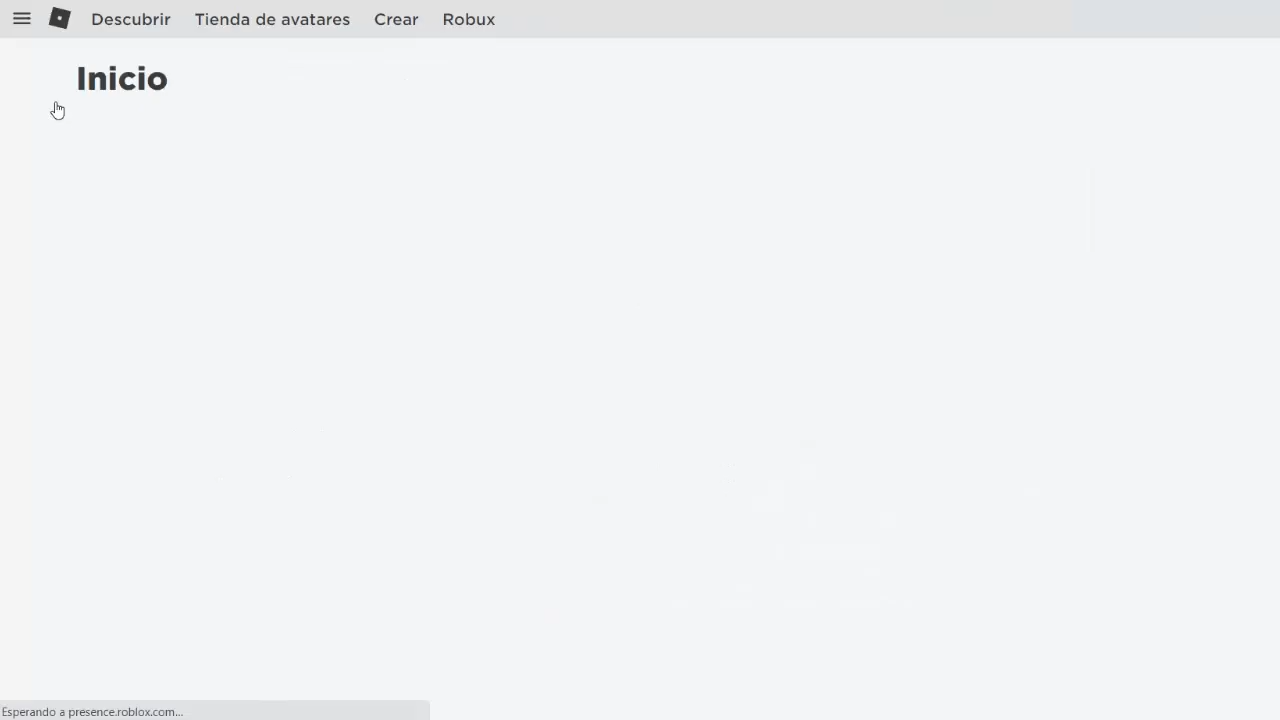 Descubrir Tienda de avatares Crear Robux
Inicio
Esperando a presence.roblox.com...